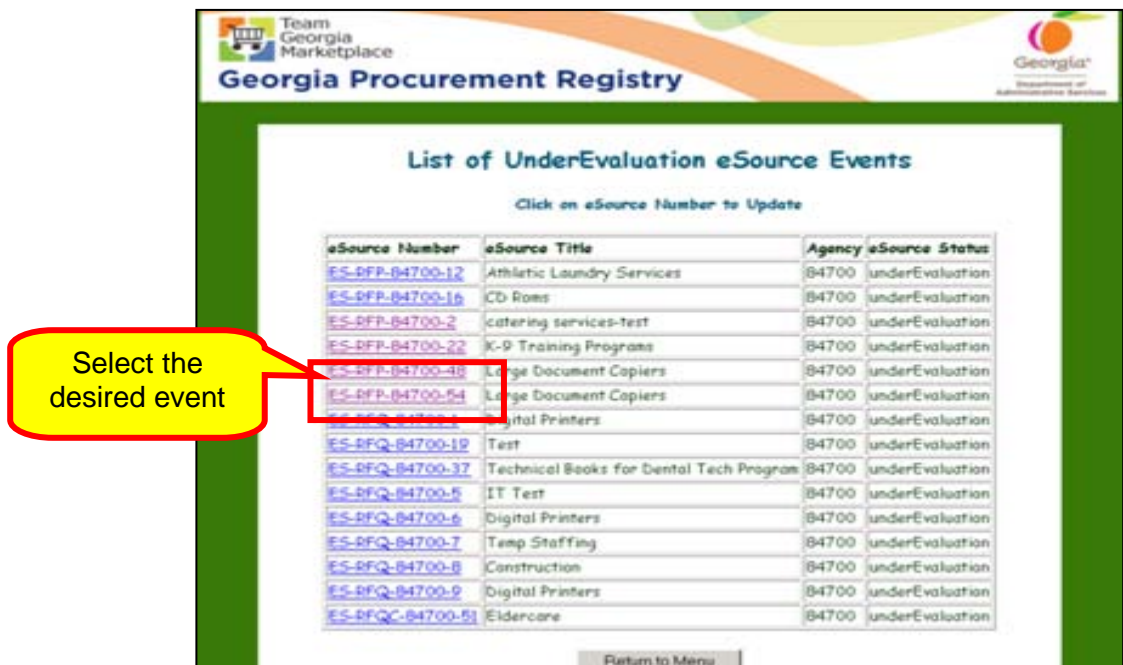 Team
Georgia
Marketplace
Georgia Procurement Registry
Georgia
Department of
Administrative Services
List of UnderEvaluation eSource Events
Click on eSource Number to Update
eSource Number eSource Title Agency eSource Status
ES-RFP-84700-12 Athletic Laundry Services 84700 underEvaluation
ES-RFP-84700-16 CD Roms 84700 underEvaluation
ES-RFP-84700-2 catering services-test 84700 underEvaluation
ES-RFP-84700-22 K-9 Training Programs 84700 underEvaluation
Select the
desired event
ES-RFP-84700-48 Large Document Copiers 84700 underEvaluation
ES-RFP-84700-54 Large Document Copiers 84700 underEvaluation
ES-RFQ-84700-1 Digital Printers 84700 underEvaluation
ES-RFQ-84700-19 Test 84700 underEvaluation
ES-RFQ-84700-37 Technical Books for Dental Tech Program 84700 underEvaluation
ES-RFQ-84700-5 IT Test 84700 underEvaluation
ES-RFQ-84700-6 Digital Printers 84700 underEvaluation
ES-RFQ-84700-7 Temp Staffing 84700 underEvaluation
ES-RFQ-84700-8 Construction 84700 underEvaluation
ES-RFQ-84700-9 Digital Printers 84700 underEvaluation
ES-RFQC-84700-51 Eldercare 84700 underEvaluation
Return to Menu